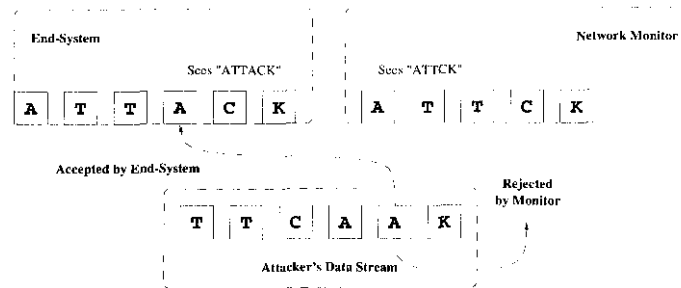 End-System
Network Monitor
Sees "ATTACK"
Sees "ATTCK"
A T T A C K
A T T C K
Accepted by End-System
Rejected
by Monitor
T T C A A K
Attacker's Data Stream